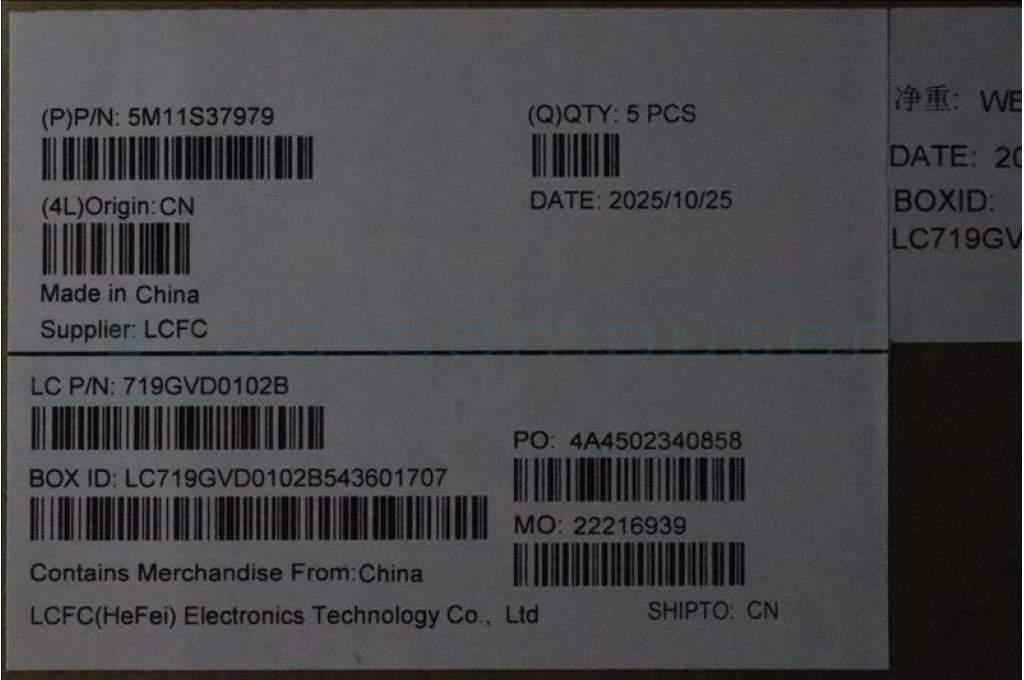 (P)P/N: 5M11S37979
(Q)QTY: 5 PCS
(4L)Origin:CN
DATE: 2025/10/25
Made in China
Supplier: LCFC
LC P/N: 719GVD0102B
PO: 4A4502340858
BOX ID: LC719GVD0102B543601707
MO: 22216939
Contains Merchandise From:China
LCFC(HeFei) Electronics Technology Co., Ltd
SHIPTO: CN
净重: WE
DATE: 20
BOXID:
LC719GV